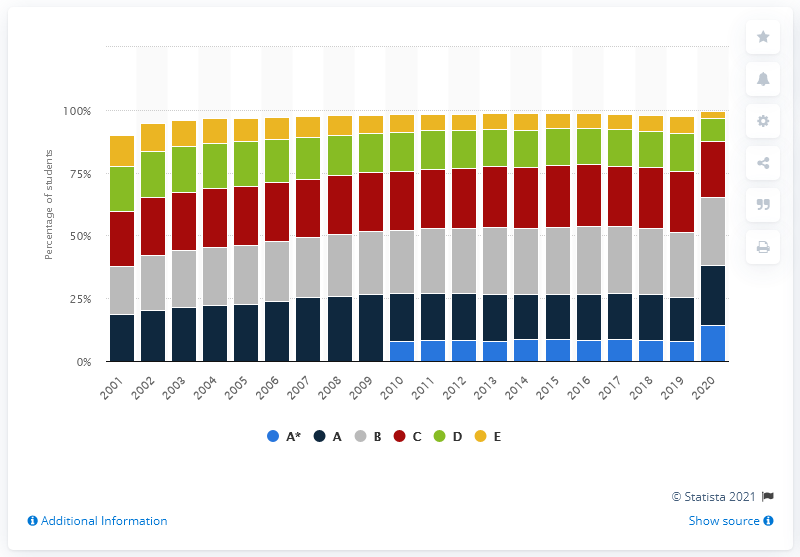 Percentage of students
100%
75%
50%
25%
0%
2001 2002 2003 2004 2005 2006 2007 2008 2009 2010 2011 2012 2013 2014 2015 2016 2017 2018 2019 2020
A* A B C D E
© Statista 2021
Additional Information Show source